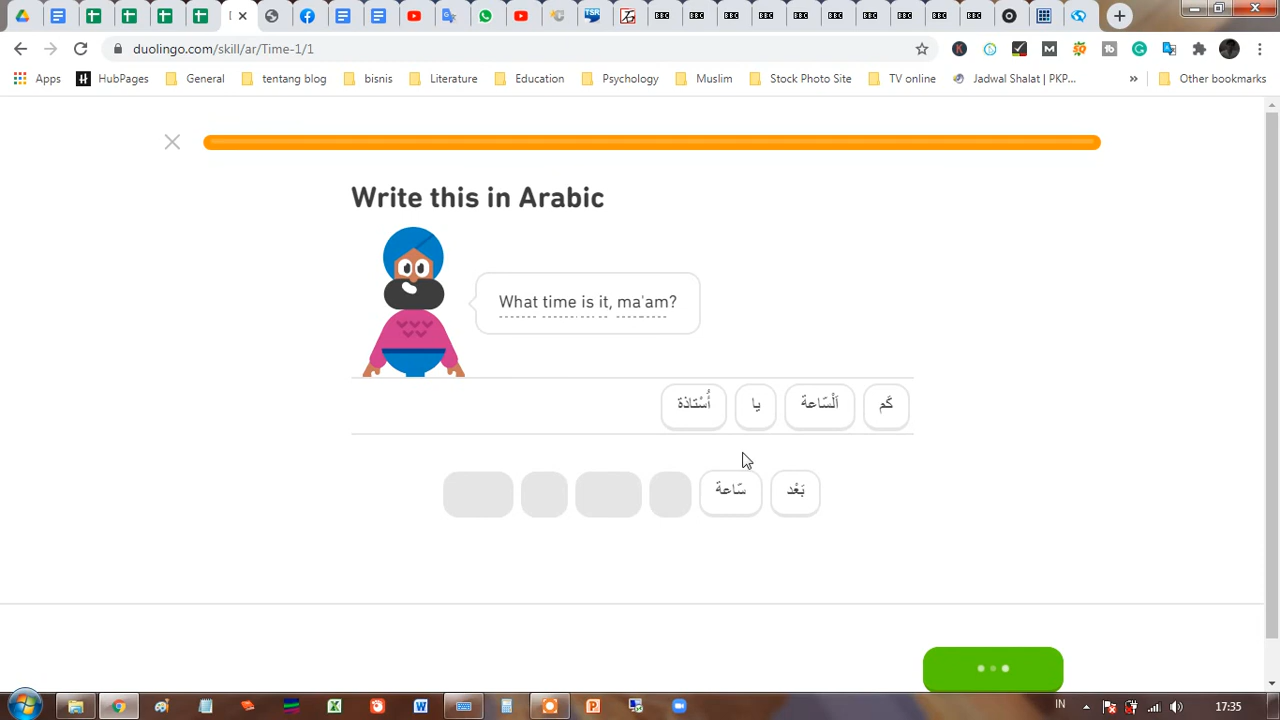 duolingo.com/skill/ar/Time-1/1
Apps HubPages General tentang blog bisnis Literature Education Psychology Muslim Stock Photo Site TV online Jadwal Shalat | PKP... » Other bookmarks
Write this in Arabic
What time is it, ma'am?
كَم اَلْسّاعة يا أُسْتاذة
بَعْد سّاعة
IN 17:35